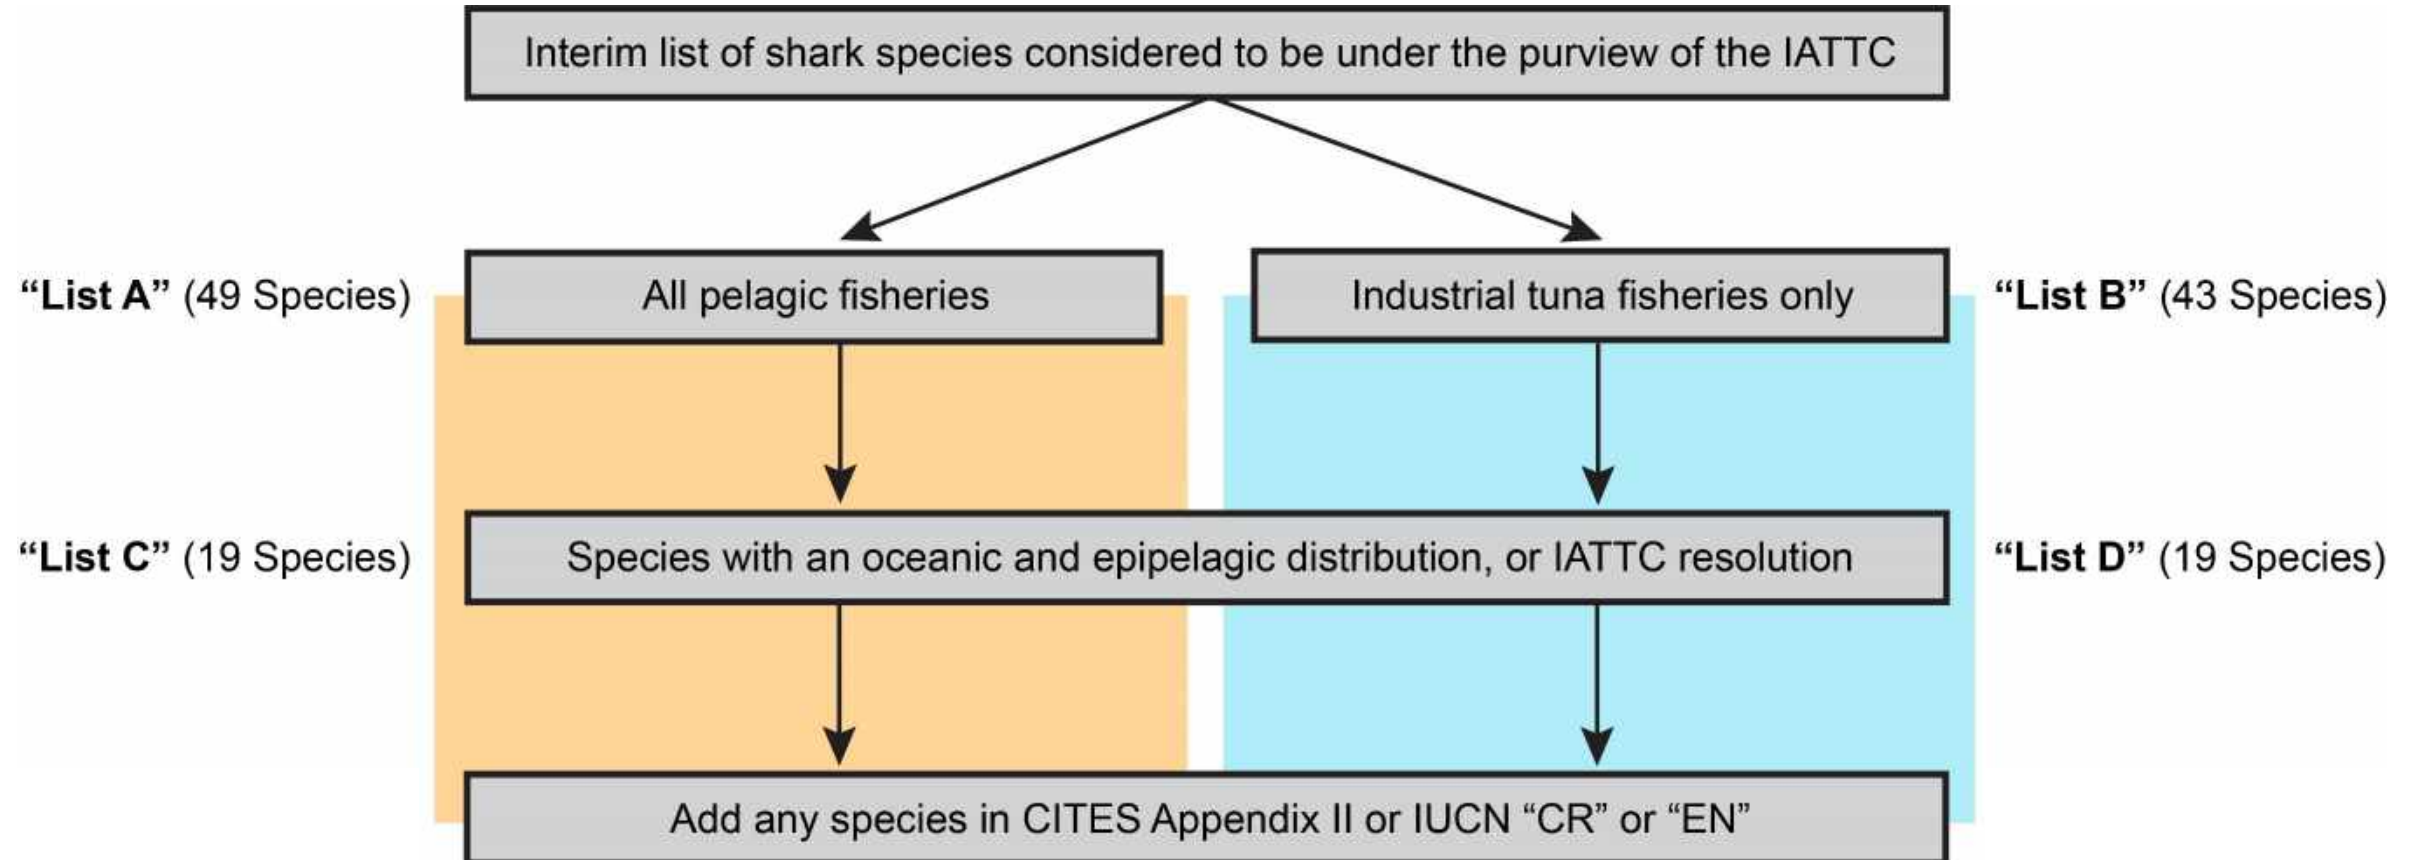 Interim list of shark species considered to be under the purview of the IATTC
“List A” (49 Species)
All pelagic fisheries
Industrial tuna fisheries only
“List B” (43 Species)
“List C” (19 Species)
Species with an oceanic and epipelagic distribution, or IATTC resolution
“List D” (19 Species)
Add any species in CITES Appendix II or IUCN “CR” or “EN”